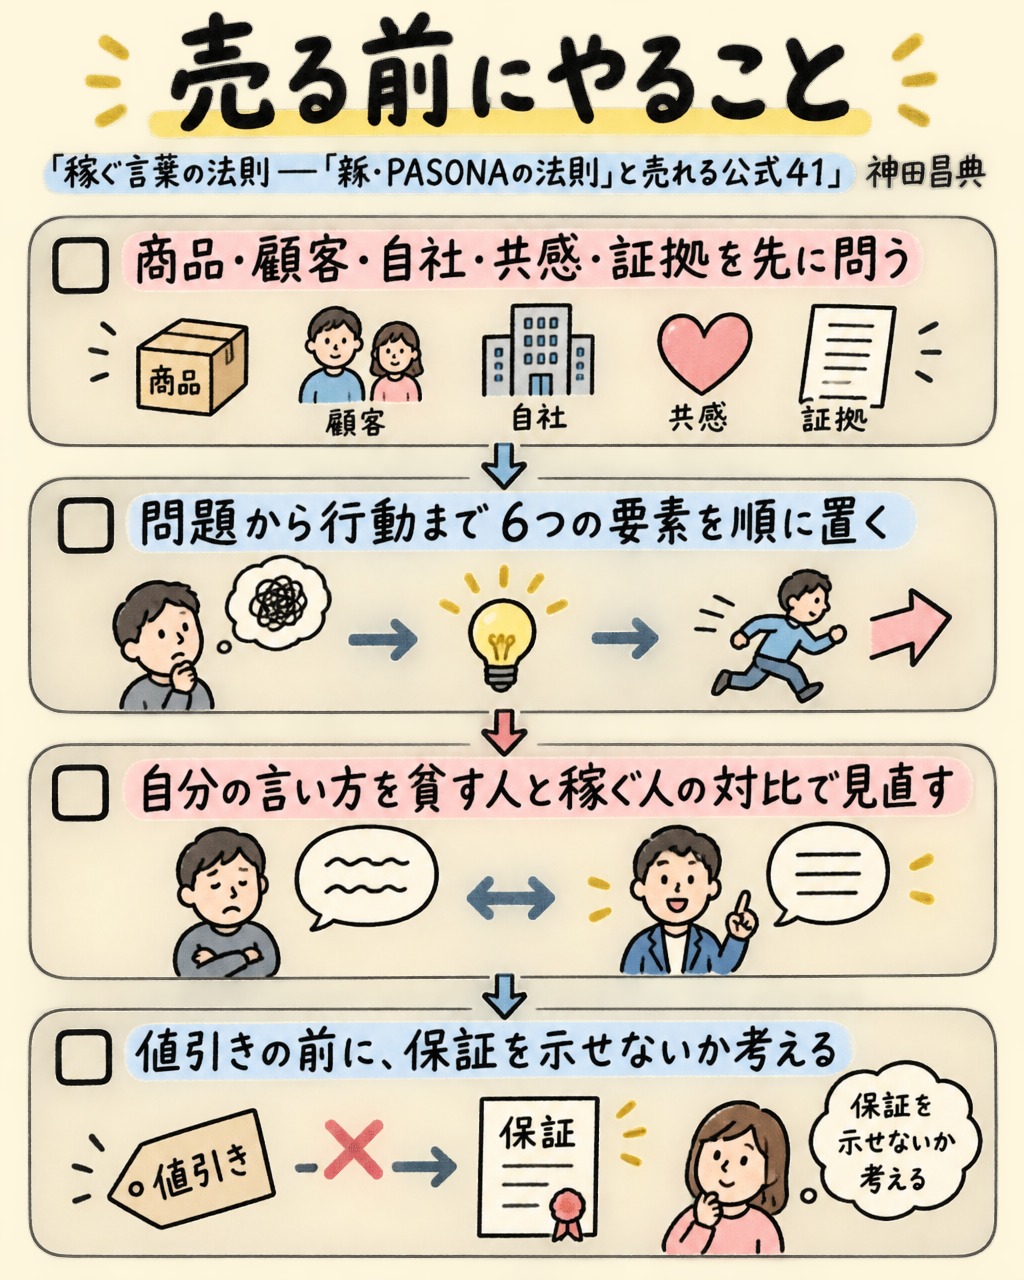 売る前にやること
「稼ぐ言葉の法則――「新・PASONAの法則」と売れる公式41」 神田昌典
商品・顧客・自社・共感・証拠を先に問う
商品
顧客
自社
共感
証拠
問題から行動まで6つの要素を順に置く
自分の言い方を貧す人と稼ぐ人の対比で見直す
値引きの前に、保証を示せないか考える
値引き
保証
保証を
示せないか
考える